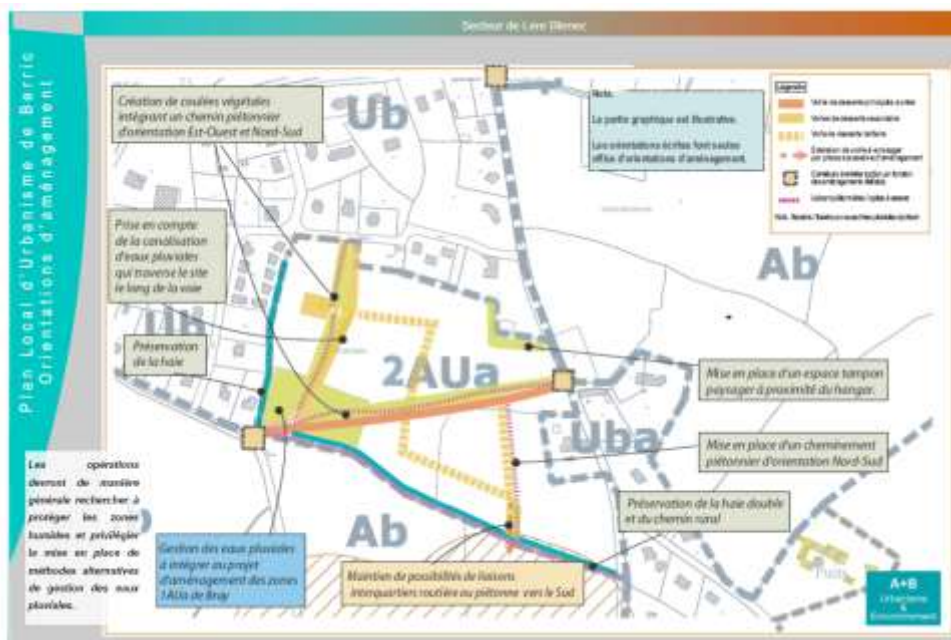 Secteur de Lere Blenec
Plan Local d'Urbanisme de Berric
Orientations d'aménagement
Création de coulées végétales
intégrant un chemin piétonnier
d'orientation Est-Ouest et Nord-Sud
Ub
Nota.
La partie graphique est illustrative.
Les orientations écrites font seules
office d'orientations d'aménagement.
Légende
Prise en compte
de la canalisation
d'eaux pluviales
qui traverse le site
le long de la voie
Ab
Préservation
de la haie
2AUa
Mise en place d'un espace tampon
paysager à proximité du hangar.
Uba
Mise en place d'un cheminement
piétonnier d'orientation Nord-Sud
Les opérations
devront de manière
générale rechercher à
protéger les zones
humides et privilégier
la mise en place de
méthodes alternatives
de gestion des eaux
pluviales.
Ab
Préservation de la haie double
et du chemin rural
Gestion des eaux pluviales
à intégrer au projet
d'aménagement des zones
1AUa de Bray
Maintien de possibilités de liaisons
interquartiers routière ou piétonne vers le Sud
A+B
Urbanisme
&
Environnement